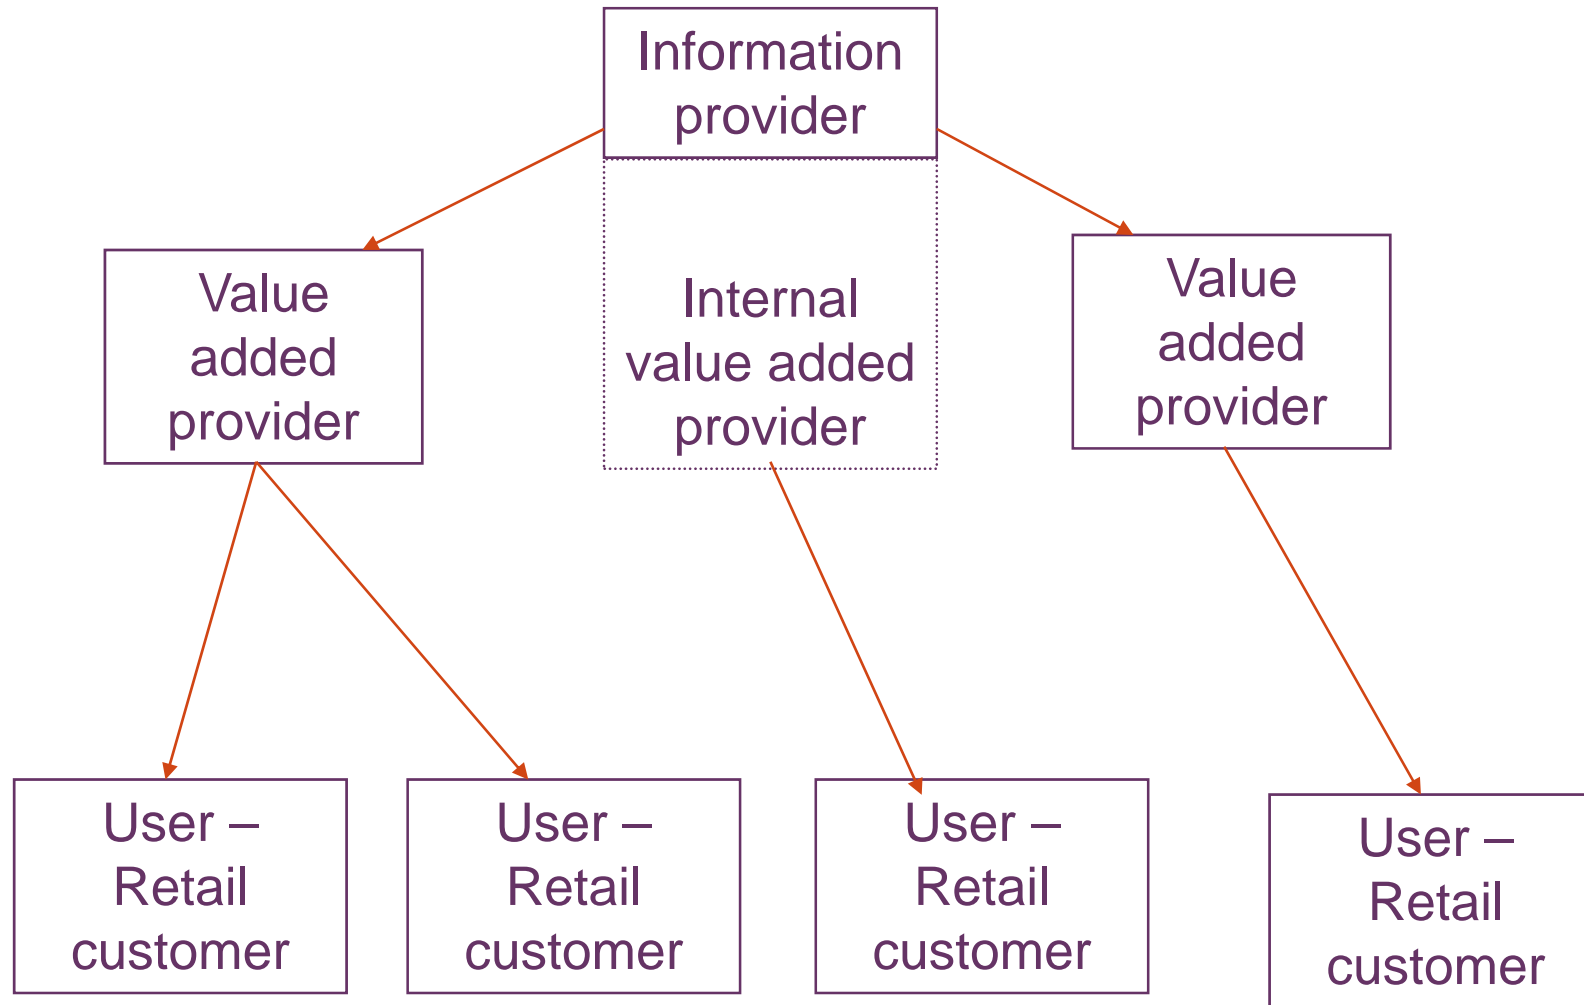 Information
provider
Value
added
provider
Internal
value added
provider
Value
added
provider
User –
Retail
customer
User –
Retail
customer
User –
Retail
customer
User –
Retail
customer